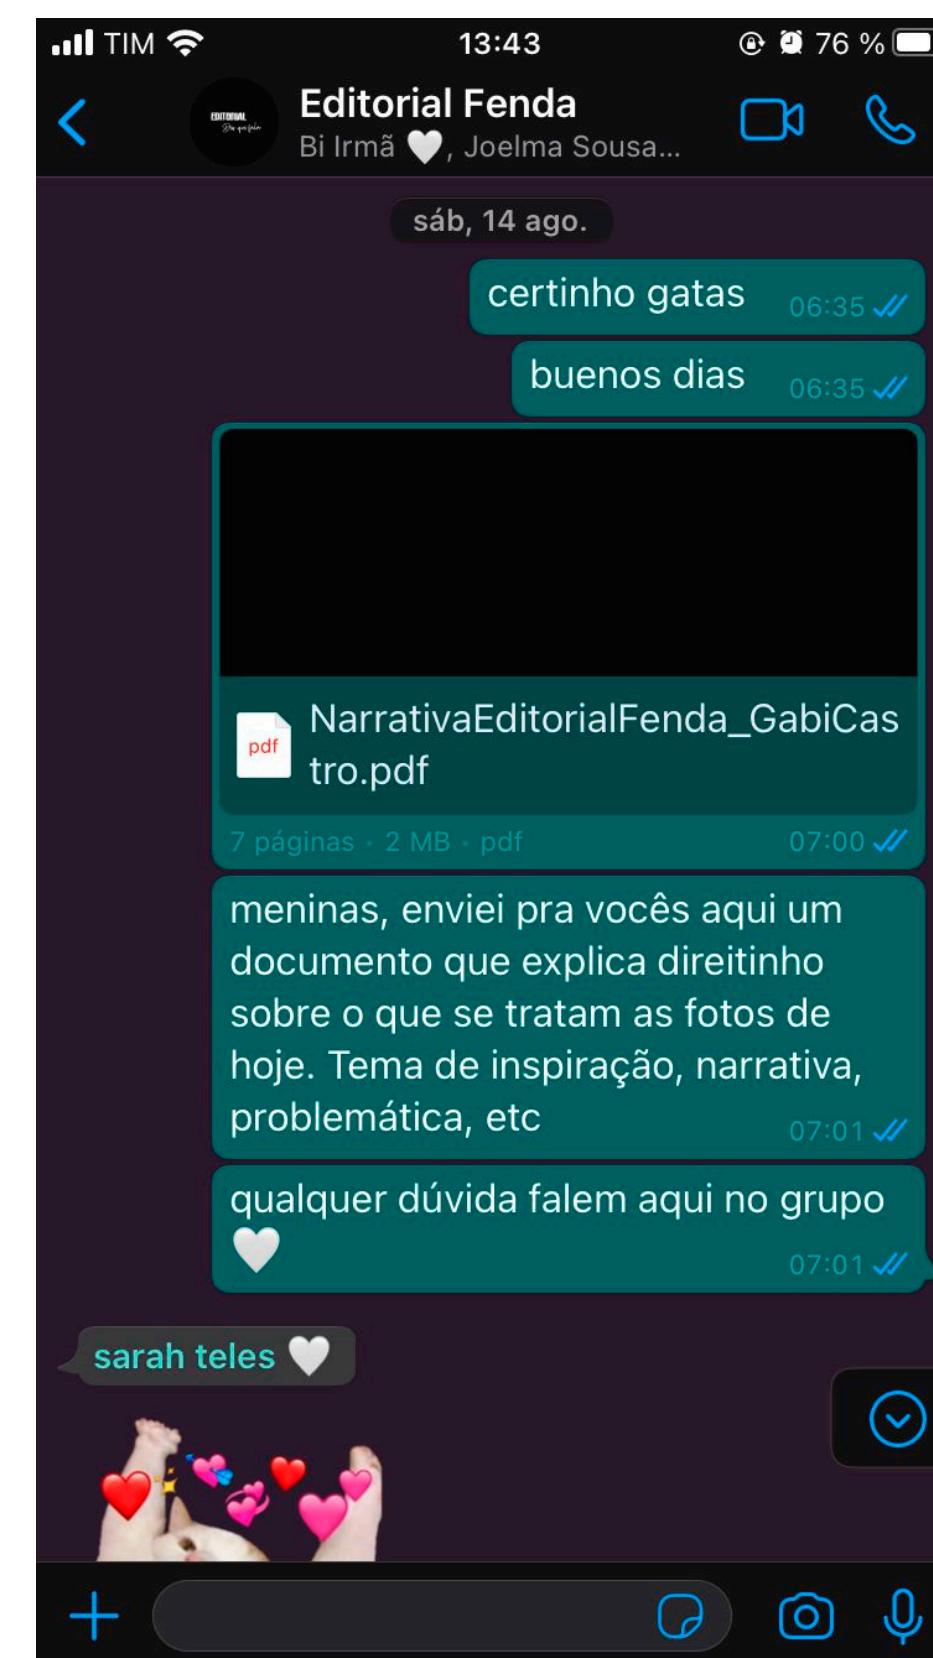 TIM 13:43 76 %
Editorial Fenda
EDITORIAL
Bi Irmã 🤍, Joelma Sousa...
sáb, 14 ago.
certinho gatas 06:35
buenos dias 06:35
NarrativaEditorialFenda_GabiCas
pdf
tro.pdf
7 páginas · 2 MB · pdf 07:00
meninas, enviei pra vocês aqui um
documento que explica direitinho
sobre o que se tratam as fotos de
hoje. Tema de inspiração, narrativa,
problemática, etc 07:01
qualquer dúvida falem aqui no grupo
🤍 07:01
sarah teles 🤍